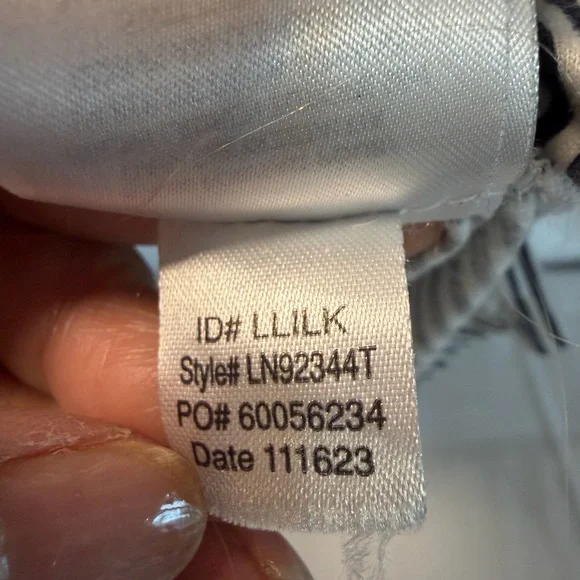 ID# LLILK
Style# LN92344T
PO# 60056234
Date 111623